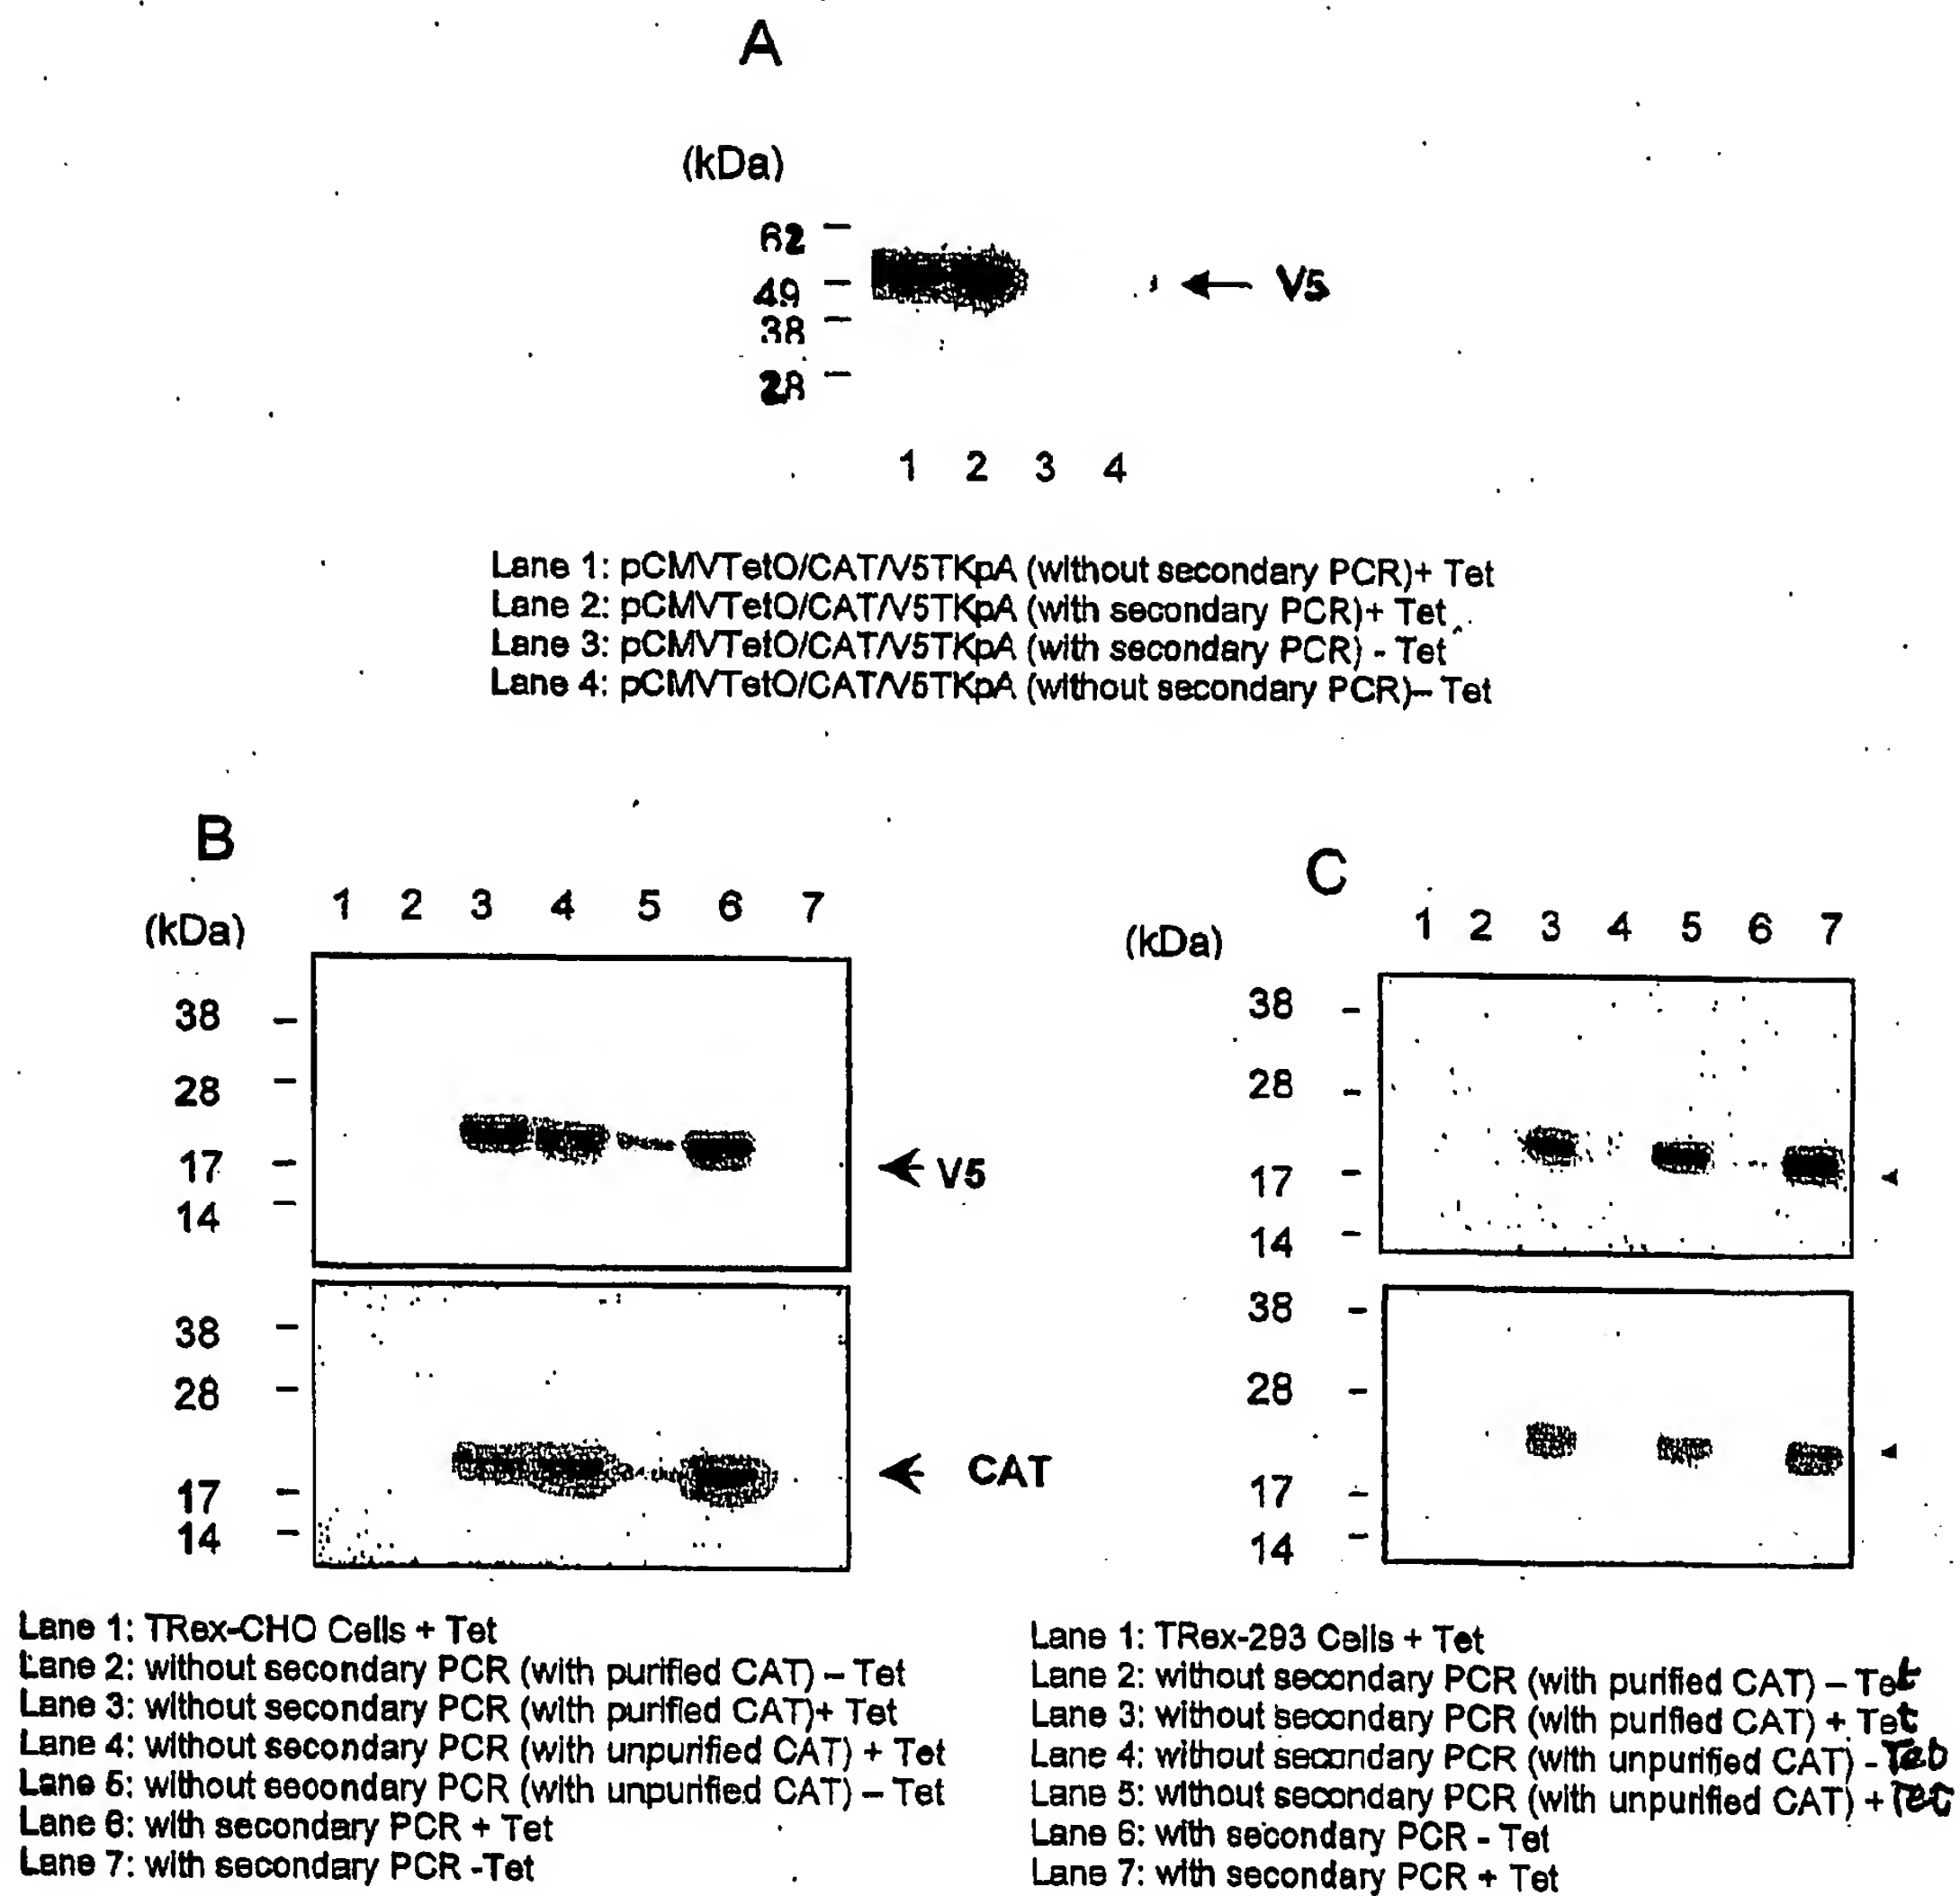 A
(kDa)
62
49
38
28
V5
1 2 3 4
Lane 1: pCMVTetO/CAT/V5TKpA (without secondary PCR)+ Tet
Lane 2: pCMVTetO/CAT/V5TKpA (with secondary PCR)+ Tet
Lane 3: pCMVTetO/CAT/V5TKpA (with secondary PCR) - Tet
Lane 4: pCMVTetO/CAT/V5TKpA (without secondary PCR)– Tet
B
1 2 3 4 5 6 7
(kDa)
38
28
17
14
V5
38
28
17
14
CAT
Lane 1: TRex-CHO Cells + Tet
Lane 2: without secondary PCR (with purified CAT) – Tet
Lane 3: without secondary PCR (with purified CAT)+ Tet
Lane 4: without secondary PCR (with unpurified CAT) + Tet
Lane 5: without secondary PCR (with unpurified CAT) – Tet
Lane 6: with secondary PCR + Tet
Lane 7: with secondary PCR -Tet
C
1 2 3 4 5 6 7
(kDa)
38
28
17
14
38
28
17
14
Lane 1: TRex-293 Cells + Tet
Lane 2: without secondary PCR (with purified CAT) – Tet
Lane 3: without secondary PCR (with purified CAT) + Tet
Lane 4: without secondary PCR (with unpurified CAT) - Tet
Lane 5: without secondary PCR (with unpurified CAT) + Tet
Lane 6: with secondary PCR - Tet
Lane 7: with secondary PCR + Tet